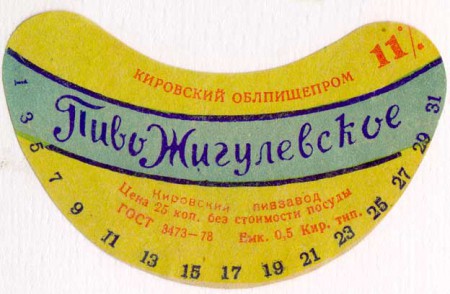 КИРОВСКИЙ ОБЛПИЩЕПРОМ
11%
Пиво Жигулевское
Кировский пивзавод
Цена 25 коп. без стоимости посуды
ГОСТ 3473—78 Емк. 0,5 Кир. тип.
1 3 5 7 9 11 13 15 17 19 21 23 25 27 29 31